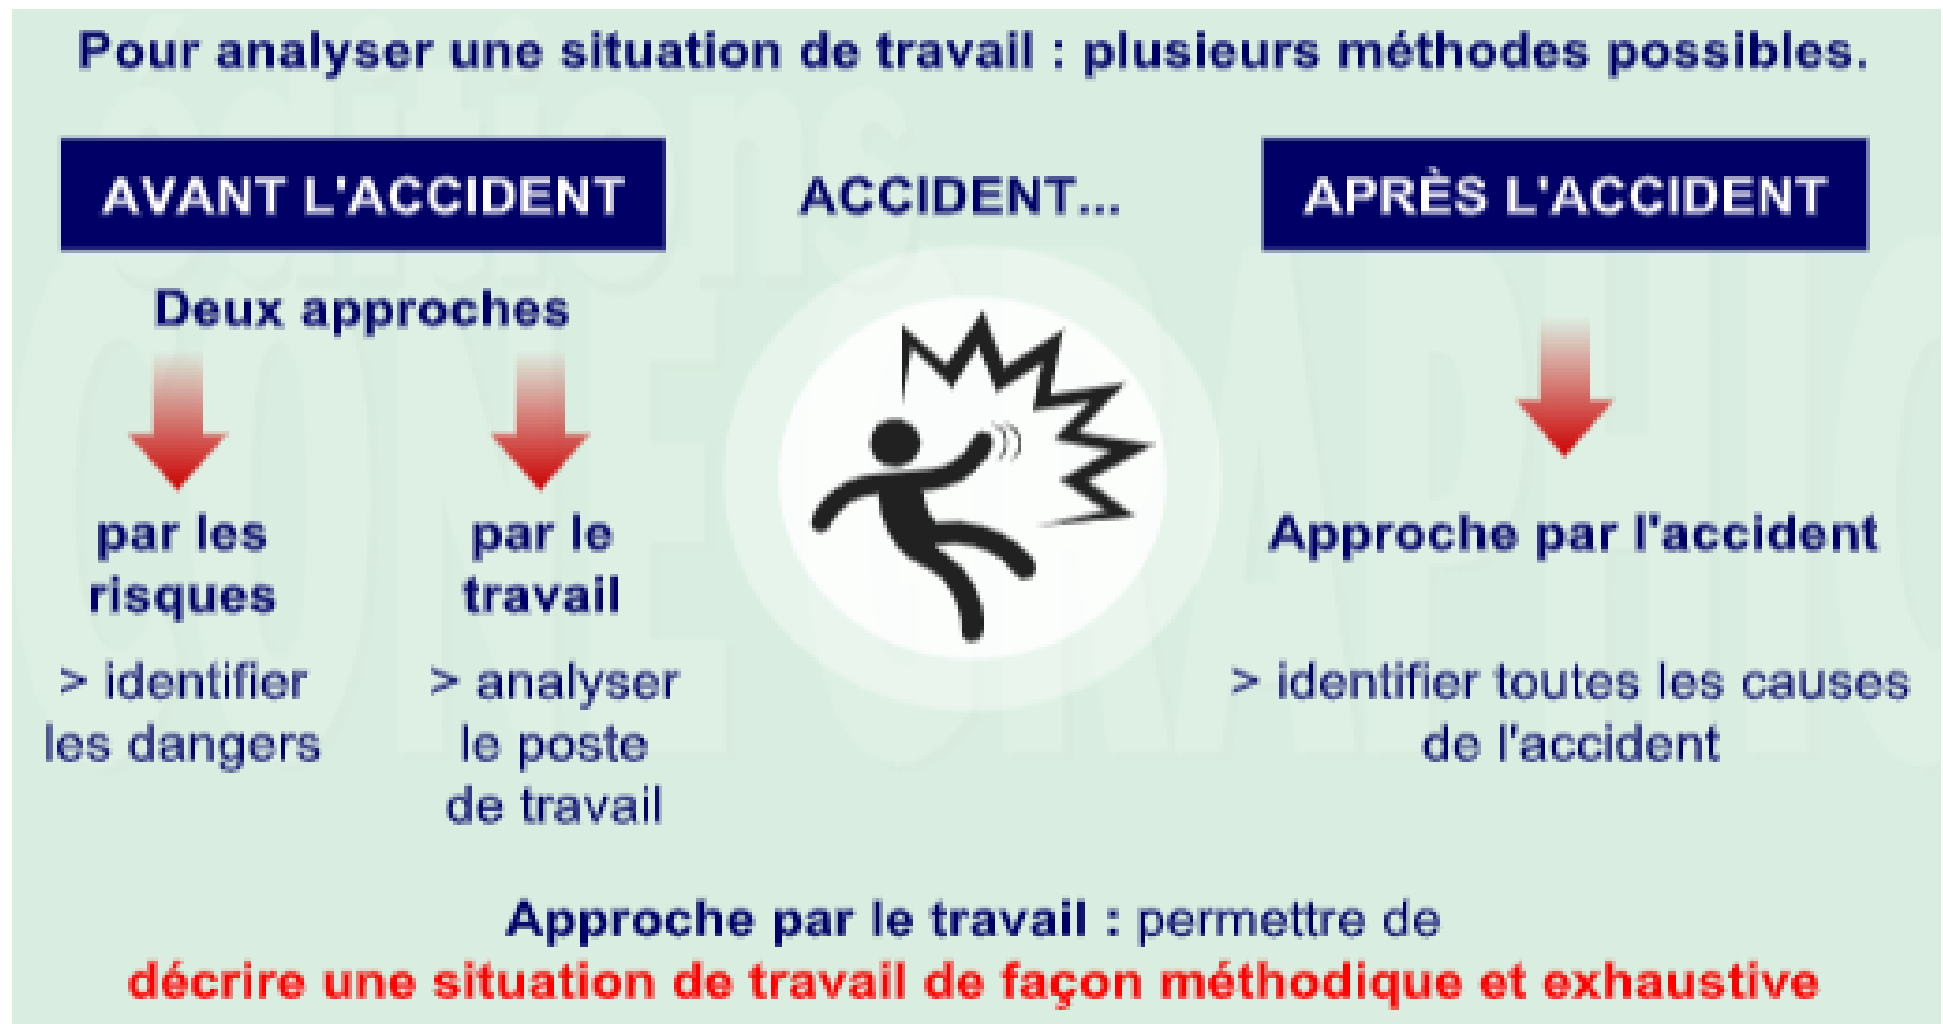 Pour analyser une situation de travail : plusieurs méthodes possibles.
AVANT L'ACCIDENT
Deux approches
par les
risques
> identifier
les dangers
par le
travail
> analyser
le poste
de travail
ACCIDENT...
APRÈS L'ACCIDENT
Approche par l'accident
> identifier toutes les causes
de l'accident
Approche par le travail : permettre de
décrire une situation de travail de façon méthodique et exhaustive
éditions